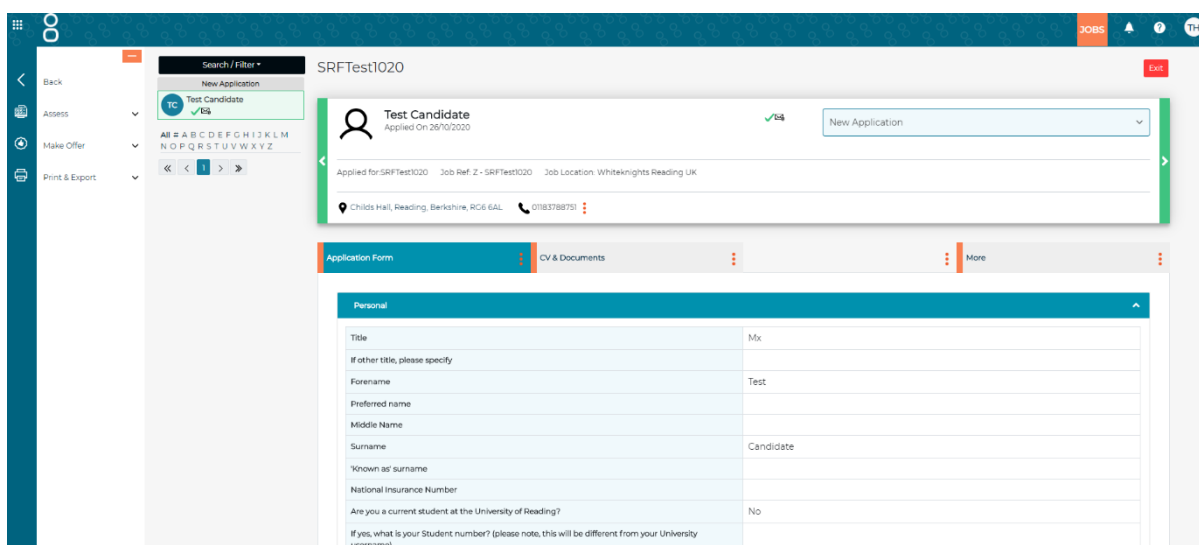 JOBS
TH
Back
Assess
Make Offer
Print & Export
Search / Filter
New Application
TC Test Candidate
All # A B C D E F G H I J K L M
N O P Q R S T U V W X Y Z
« < 1 > »
SRFTest1020
Exit
Test Candidate
Applied On 26/10/2020
New Application
Applied for:SRFTest1020 Job Ref: Z - SRFTest1020 Job Location: Whiteknights Reading UK
Childs Hall, Reading, Berkshire, RG6 6AL 01183788751
Application Form CV & Documents More
Personal
Title Mx
If other title, please specify
Forename Test
Preferred name
Middle Name
Surname Candidate
'Known as' surname
National Insurance Number
Are you a current student at the University of Reading? No
If yes, what is your Student number? (please note, this will be different from your University
username)